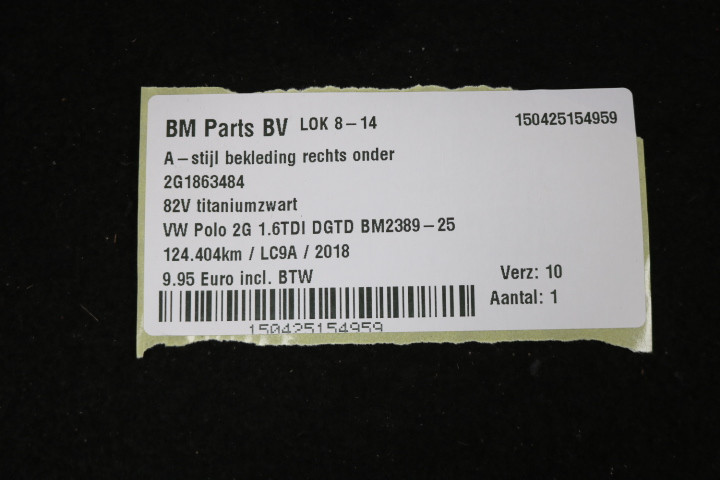 BM Parts BV LOK 8-14 150425154959
A-stijl bekleding rechts onder
2G1863484
82V titaniumzwart
VW Polo 2G 1.6TDI DGTD BM2389-25
124.404km / LC9A / 2018
9.95 Euro incl. BTW Verz: 10
Aantal: 1
150425154959